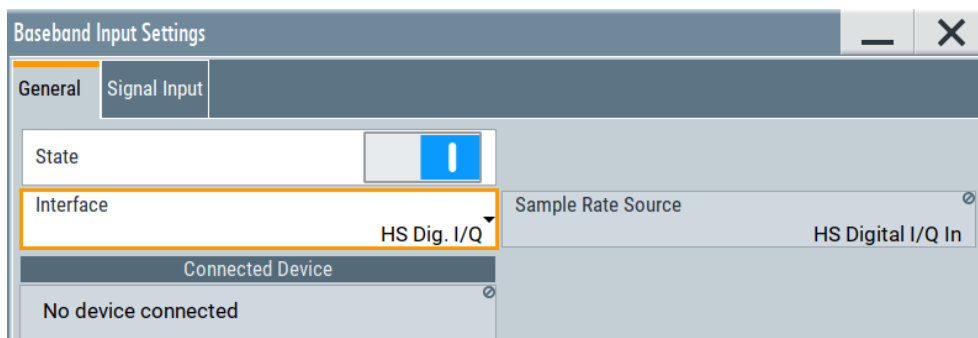 Baseband Input Settings
General Signal Input
State
Interface
HS Dig. I/Q
Sample Rate Source
HS Digital I/Q In
Connected Device
No device connected